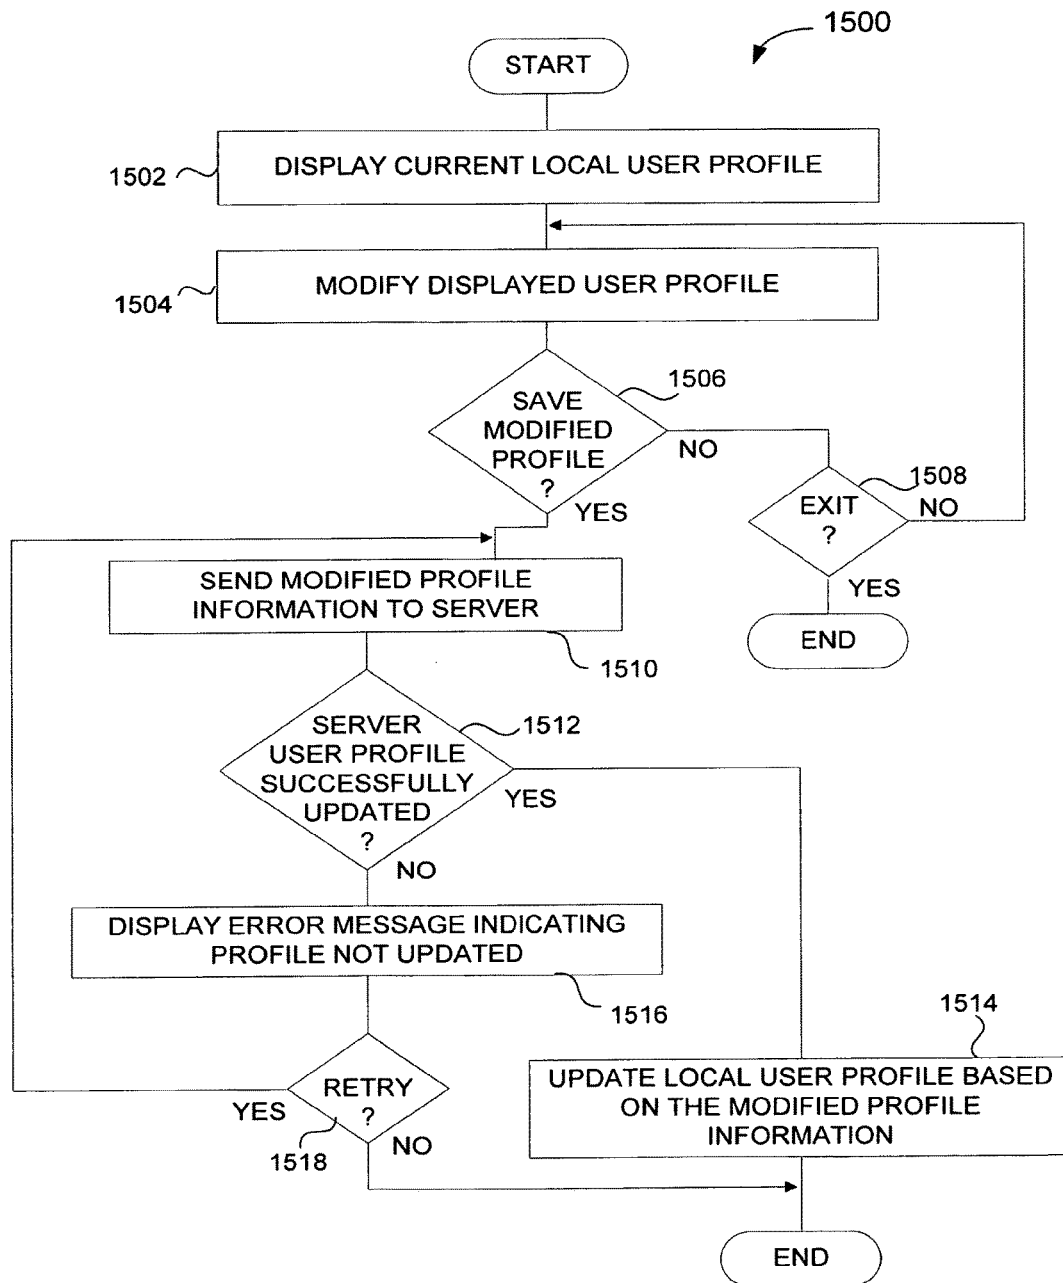 1500
START
DISPLAY CURRENT LOCAL USER PROFILE
1502
MODIFY DISPLAYED USER PROFILE
1504
SAVE
MODIFIED
PROFILE
?
1506
NO
YES
EXIT
?
1508
NO
YES
END
SEND MODIFIED PROFILE
INFORMATION TO SERVER
1510
SERVER
USER PROFILE
SUCCESSFULLY
UPDATED
?
1512
YES
NO
DISPLAY ERROR MESSAGE INDICATING
PROFILE NOT UPDATED
1516
1514
UPDATE LOCAL USER PROFILE BASED
ON THE MODIFIED PROFILE
INFORMATION
RETRY
?
YES
1518
NO
END